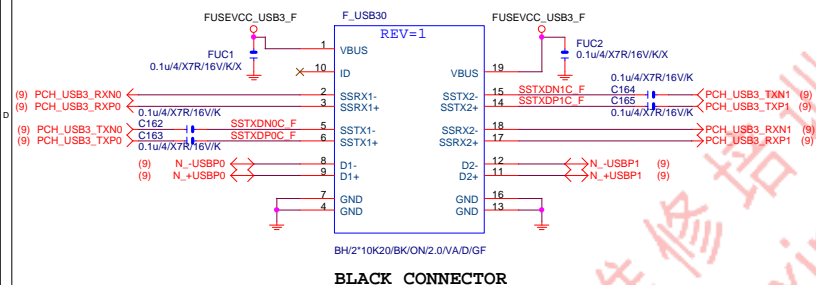 FUSEVCC_USB3_F
F_USB30
FUSEVCC_USB3_F
REV=1
FUC1
0.1u/4/X7R/16V/K/X
1
VBUS
10
ID
FUC2
0.1u/4/X7R/16V/K/X
VBUS
19
(9) PCH_USB3_RXN0
2
SSRX1-
(9) PCH_USB3_RXP0
3
SSRX1+
0.1u/4/X7R/16V/K
SSTX2-
15
SSTXDN1C_F
C164
0.1u/4/X7R/16V/K
PCH_USB3_TXN1 (9)
SSTX2+
14
SSTXDP1C_F
C165
PCH_USB3_TXP1 (9)
0.1u/4/X7R/16V/K
(9) PCH_USB3_TXN0
C162
SSTXDN0C_F
5
SSTX1-
(9) PCH_USB3_TXP0
C163
SSTXDP0C_F
6
SSTX1+
0.1u/4/X7R/16V/K
SSRX2-
18
PCH_USB3_RXN1 (9)
SSRX2+
17
PCH_USB3_RXP1 (9)
(9) N_-USBP0
8
D1-
(9) N_+USBP0
9
D1+
D2-
12
N_-USBP1 (9)
D2+
11
N_+USBP1 (9)
7
GND
4
GND
GND
16
GND
13
BH/2*10K20/BK/ON/2.0/VA/D/GF
BLACK CONNECTOR
D
维修培训